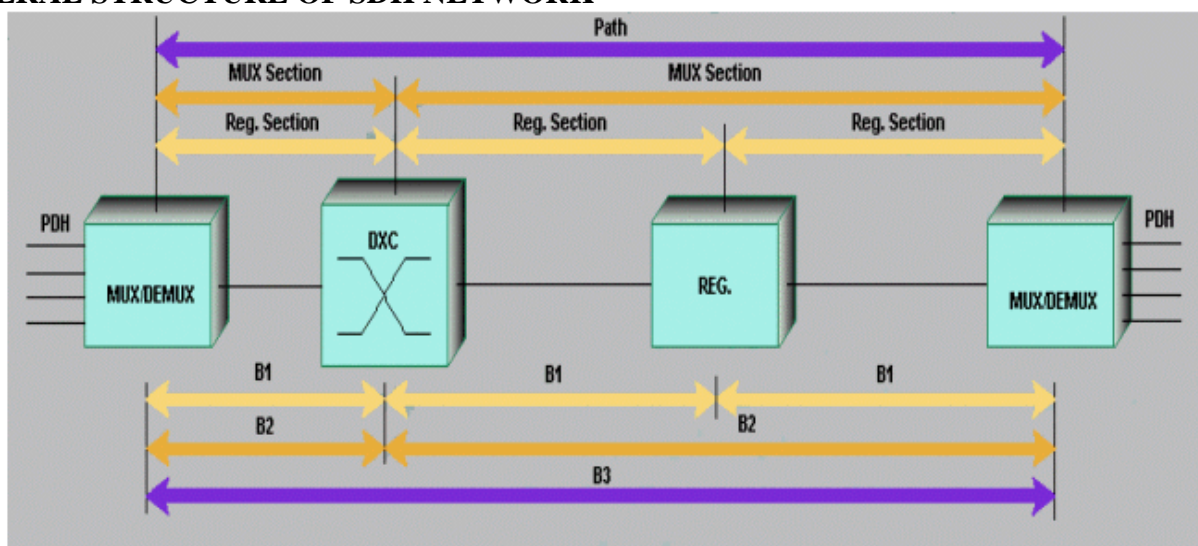 Path
MUX Section MUX Section
Reg. Section Reg. Section Reg. Section
PDH PDH
DXC
MUX/DEMUX REG. MUX/DEMUX
B1 B1 B1
B2 B2
B3